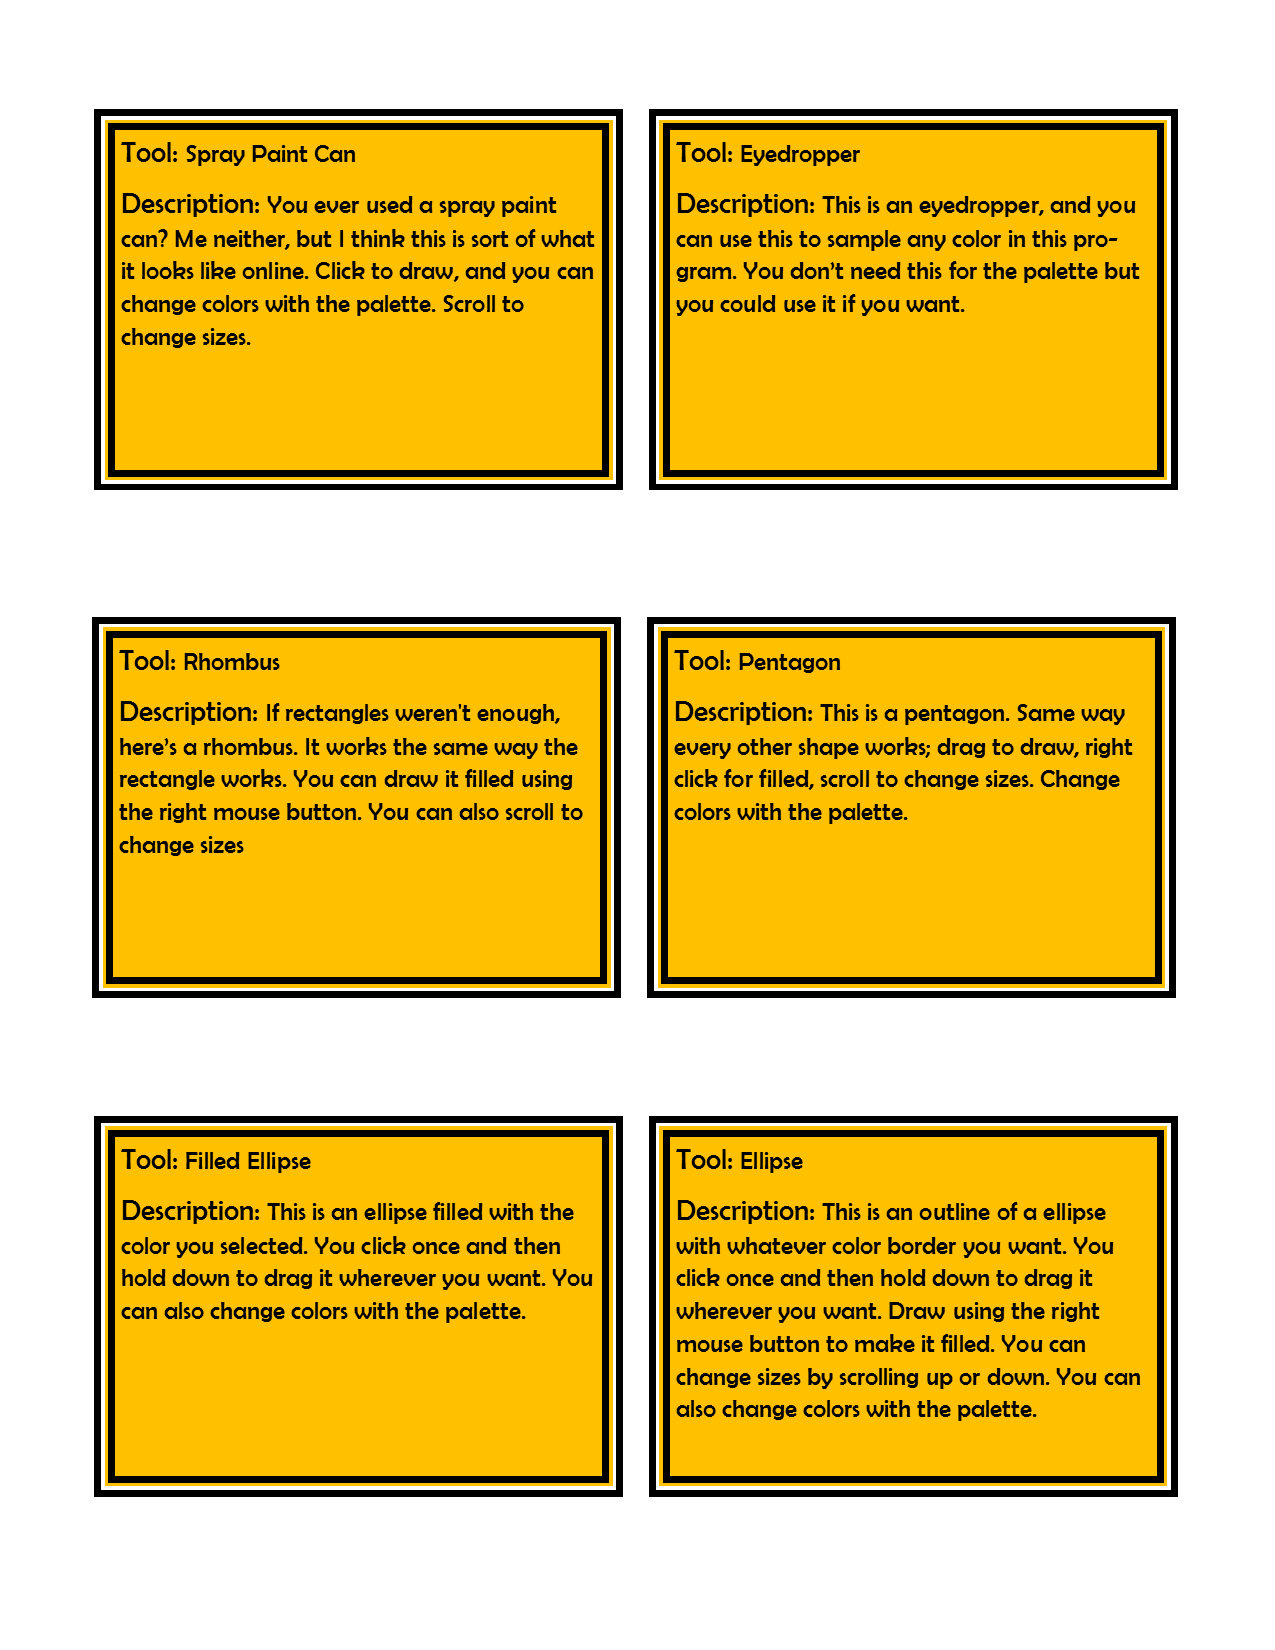 Tool: Spray Paint Can
Description: You ever used a spray paint
can? Me neither, but I think this is sort of what
it looks like online. Click to draw, and you can
change colors with the palette. Scroll to
change sizes.
Tool: Eyedropper
Description: This is an eyedropper, and you
can use this to sample any color in this pro-
gram. You don’t need this for the palette but
you could use it if you want.
Tool: Rhombus
Description: If rectangles weren't enough,
here’s a rhombus. It works the same way the
rectangle works. You can draw it filled using
the right mouse button. You can also scroll to
change sizes
Tool: Pentagon
Description: This is a pentagon. Same way
every other shape works; drag to draw, right
click for filled, scroll to change sizes. Change
colors with the palette.
Tool: Filled Ellipse
Description: This is an ellipse filled with the
color you selected. You click once and then
hold down to drag it wherever you want. You
can also change colors with the palette.
Tool: Ellipse
Description: This is an outline of a ellipse
with whatever color border you want. You
click once and then hold down to drag it
wherever you want. Draw using the right
mouse button to make it filled. You can
change sizes by scrolling up or down. You can
also change colors with the palette.